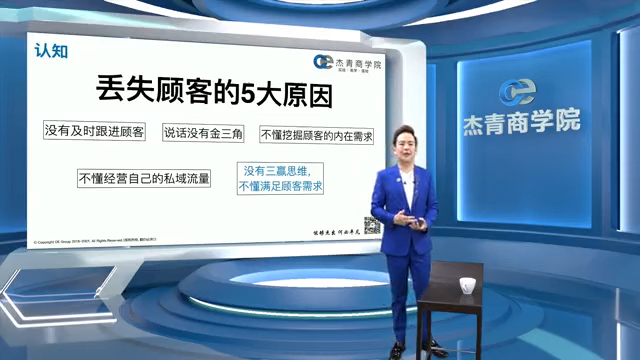 认知
杰青商学院
丢失顾客的5大原因
没有及时跟进顾客
说话没有金三角
不懂挖掘顾客的内在需求
不懂经营自己的私域流量
没有三赢思维，
不懂满足顾客需求
杰青商学院